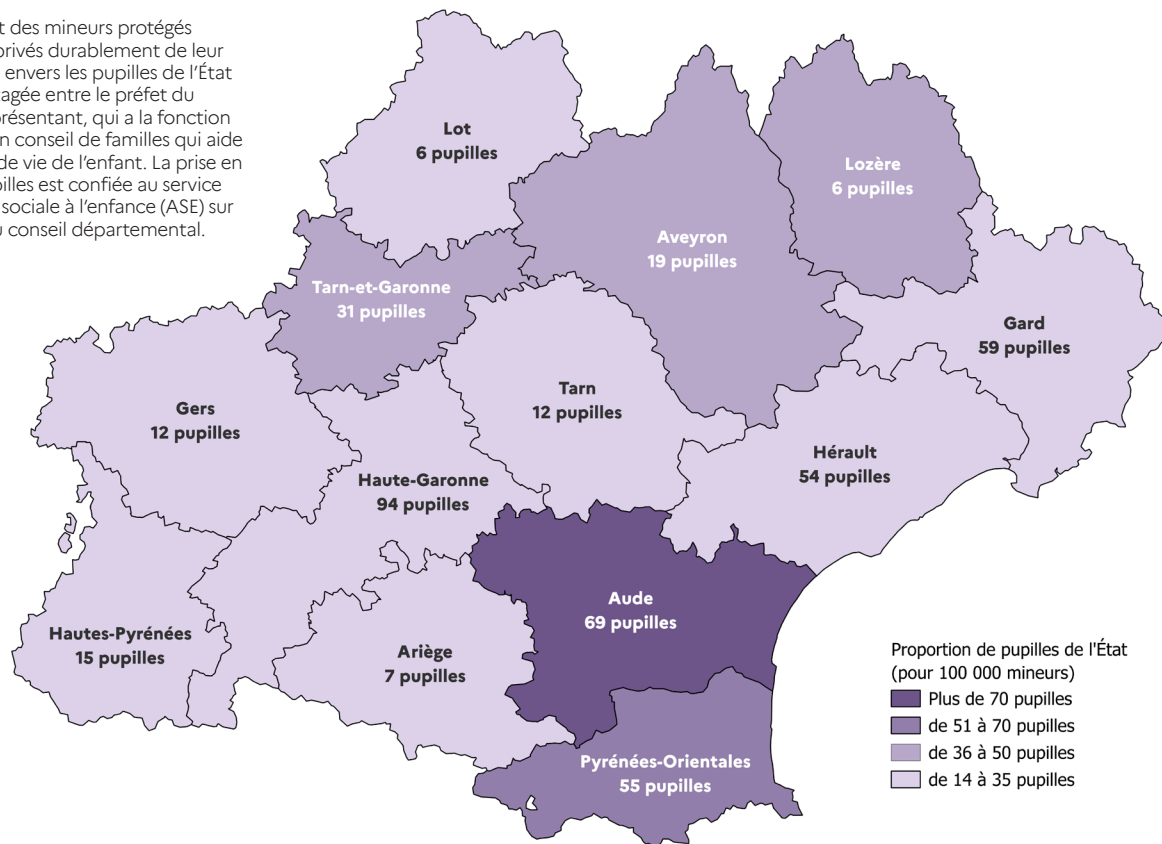 t des mineurs protégés
privés durablement de leur
envers les pupilles de l'État
tagée entre le préfet du
présentant, qui a la fonction
n conseil de familles qui aide
de vie de l'enfant. La prise en
pilles est confiée au service
sociale à l'enfance (ASE) sur
u conseil départemental.
Lot
6 pupilles
Lozère
6 pupilles
Aveyron
19 pupilles
Tarn-et-Garonne
31 pupilles
Gard
59 pupilles
Tarn
12 pupilles
Gers
12 pupilles
Hérault
54 pupilles
Haute-Garonne
94 pupilles
Aude
69 pupilles
Hautes-Pyrénées
15 pupilles
Ariège
7 pupilles
Pyrénées-Orientales
55 pupilles
Proportion de pupilles de l'État
(pour 100 000 mineurs)
Plus de 70 pupilles
de 51 à 70 pupilles
de 36 à 50 pupilles
de 14 à 35 pupilles